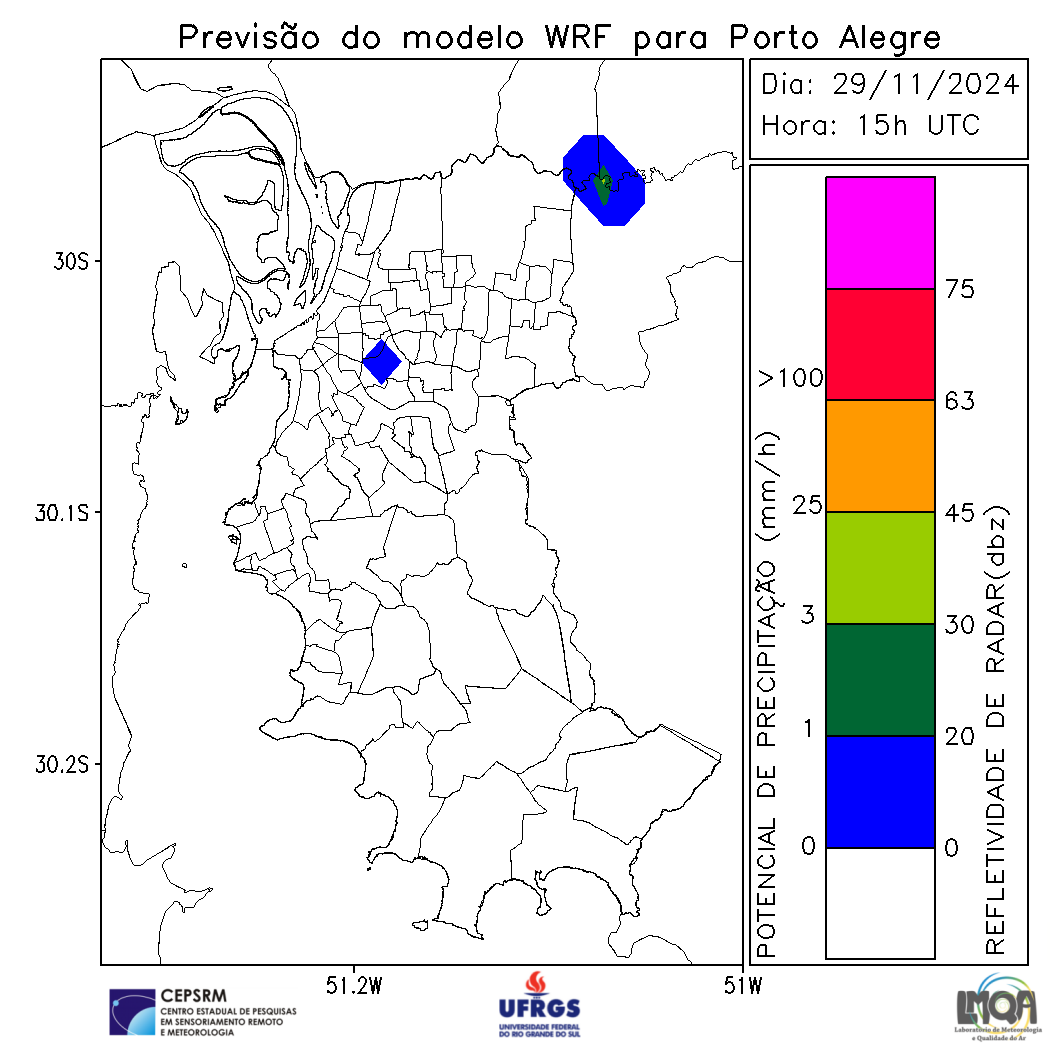 Previsão do modelo WRF para Porto Alegre
Dia: 29/11/2024
Hora: 15h UTC
30S
30.1S
30.2S
51.2W
51W
POTENCIAL DE PRECIPITAÇÃO (mm/h)
>100
25
3
1
0
75
63
45
30
20
0
REFLETIVIDADE DE RADAR(dbz)
CEPSRM
CENTRO ESTADUAL DE PESQUISAS
EM SENSORIAMENTO REMOTO
E METEOROLOGIA
UFRGS
UNIVERSIDADE FEDERAL
DO RIO GRANDE DO SUL
LMQA
Laboratório de Meteorologia
e Qualidade do Ar